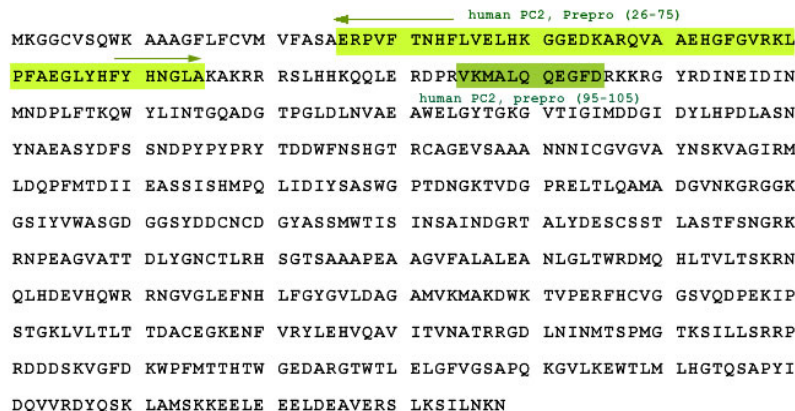 human PC2, Prepro (26-75)
MKGGCVSQWK AAAGFLFCVM VFASAERPVF TNHFLVELHK GGEDKARQVA AEHGFGVRKL
PFAEGLYHFY HNGLAKAKRR RSLHHKQQLE RDPRVKMALQ QEGFDRKKRG YRDINEIDIN
human PC2, prepro (95-105)
MNDPLFTKQW YLINTGQADG TPGLDLNVAE AWELGYTGKG VTIGIMDDGI DYLHPDLASN
YNAEASYDFS SNDPYPYPRY TDDWFNSHGT RCAGEVSAAA NNNICGVGVA YNSKVAGIRM
LDQPFMTDII EASSISHMPQ LIDIYSASWG PTDNGKTVDG PRELTLQAMA DGVNKGRGGK
GSIYVWASGD GGSYDDCNCD GYASSMWTIS INSAINDGRT ALYDESCSST LASTFSNGRK
RNPEAGVATT DLYGNCTLRH SGTSAAAPEA AGVFALALEA NLGLTWRDMQ HLTVLTSKRN
QLHDEVHQWR RNGVGLEFNH LFGYGVLDAG AMVKMAKDWK TVPERFHCVG GSVQDPEKIP
STGKLVLTLT TDACEGKENF VRYLEHVQAV ITVNATRRGD LNINMTSPMG TKSILLSRRP
RDDDSKVGFD KWPFMTTHTW GEDARGTWTL ELGFVGSAPQ KGVLKEWTLM LHGTQSAPYI
DQVVRDYQSK LAMSKKEELE EELDEAVERS LKSILNKN